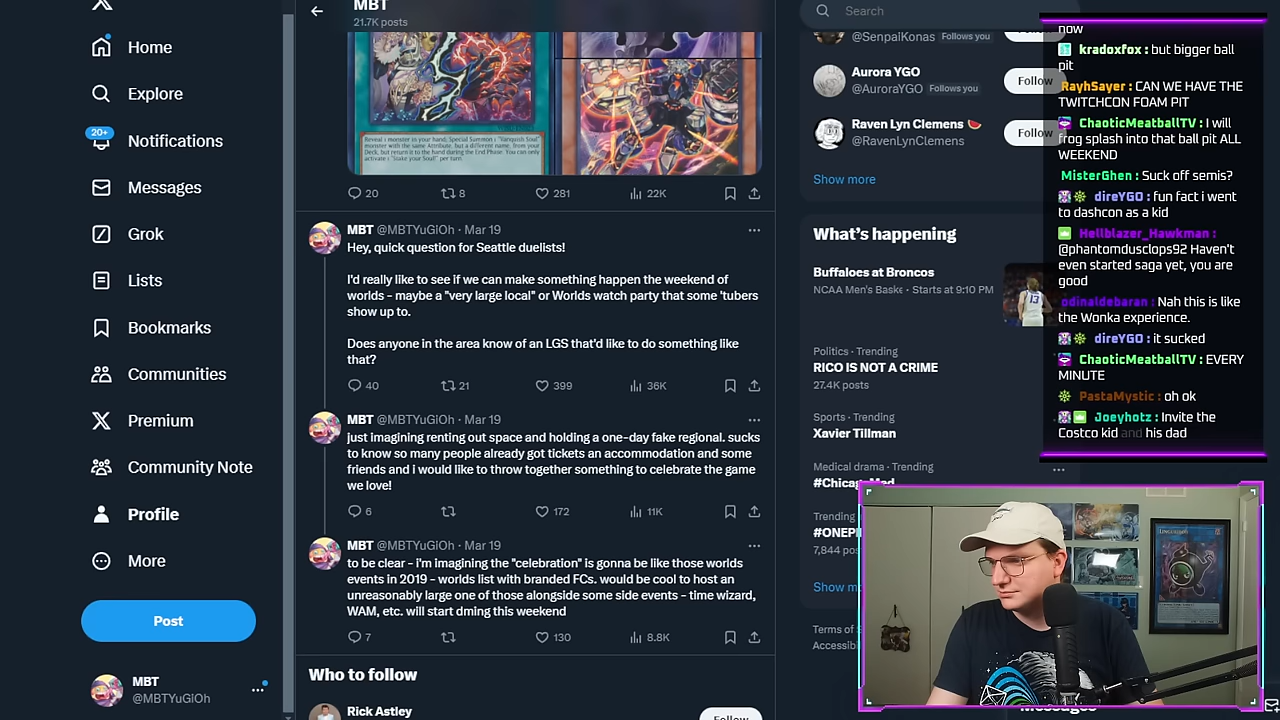 Home
Explore
20+
Notifications
Messages
Grok
Lists
Bookmarks
Communities
Premium
Community Note
Profile
More
Post
MBT
@MBTYuGiOh
MBT
21.7K posts
20
8
281
22K
MBT @MBTYuGiOh · Mar 19
Hey, quick question for Seattle duelists!
I'd really like to see if we can make something happen the weekend of
worlds - maybe a "very large local" or Worlds watch party that some 'tubers
show up to.
Does anyone in the area know of an LGS that'd like to do something like
that?
40
21
399
36K
MBT @MBTYuGiOh · Mar 19
just imagining renting out space and holding a one-day fake regional. sucks
to know so many people already got tickets an accommodation and some
friends and i would like to throw together something to celebrate the game
we love!
6
172
11K
MBT @MBTYuGiOh · Mar 19
to be clear - i'm imagining the "celebration" is gonna be like those worlds
events in 2019 - worlds list with branded FCs. would be cool to host an
unreasonably large one of those alongside some side events - time wizard,
WAM, etc. will start dming this weekend
7
130
8.8K
Who to follow
Rick Astley
Follow
Search
@SenpaiKonas Follows you
Aurora YGO
@AuroraYGO Follows you
Follow
Raven Lyn Clemens
@RavenLynClemens
Follow
Show more
What's happening
Buffaloes at Broncos
NCAA Men's Baske · Starts at 9:10 PM
Politics · Trending
RICO IS NOT A CRIME
27.4K posts
Sports · Trending
Xavier Tillman
Medical drama · Trending
#Chicago
Trending
#ONEPI
7,844 pos
Show m
Terms of
Accessibi
Messages
now
kradoxfox : but bigger ball
pit
RayhSayer : CAN WE HAVE THE
TWITCHCON FOAM PIT
ChaoticMeatballTV : I will
frog splash into that ball pit ALL
WEEKEND
MisterGhen : Suck off semis?
direYGO : fun fact i went
to dashcon as a kid
Hellblazer_Hawkman :
@phantomdusclops92 Haven't
even started saga yet, you are
good
odinaldebaran : Nah this is like
the Wonka experience.
direYGO : it sucked
ChaoticMeatballTV : EVERY
MINUTE
PastaMystic : oh ok
Joeyhotz : Invite the
Costco kid and his dad